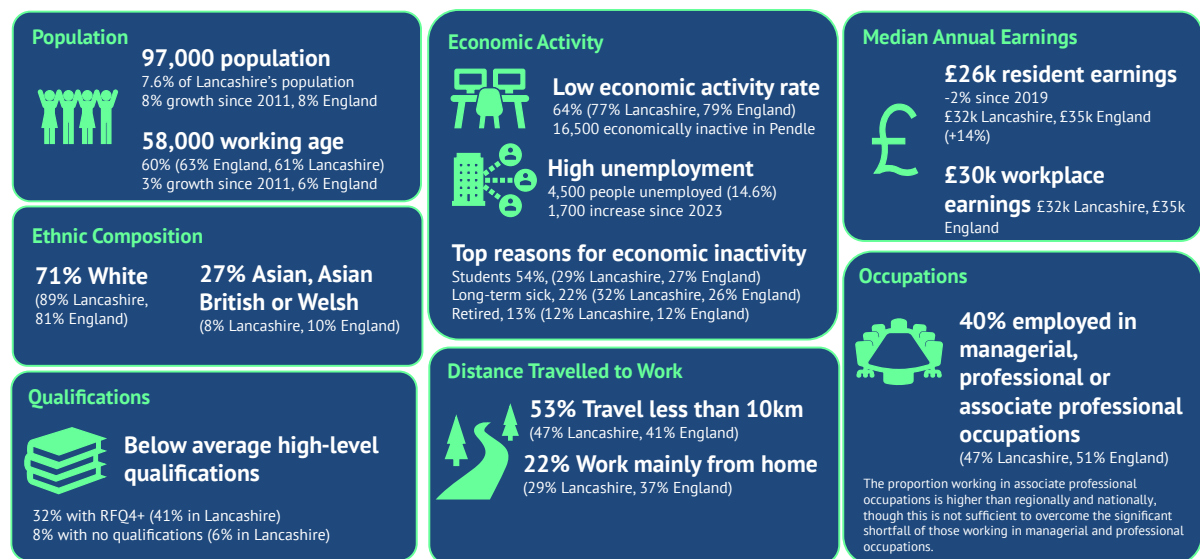 Population
97,000 population
7.6% of Lancashire's population
8% growth since 2011, 8% England
58,000 working age
60% (63% England, 61% Lancashire)
3% growth since 2011, 6% England
Ethnic Composition
71% White
(89% Lancashire,
81% England)
27% Asian, Asian
British or Welsh
(8% Lancashire, 10% England)
Qualifications
Below average high-level
qualifications
32% with RFQ4+ (41% in Lancashire)
8% with no qualifications (6% in Lancashire)
Economic Activity
Low economic activity rate
64% (77% Lancashire, 79% England)
16,500 economically inactive in Pendle
High unemployment
4,500 people unemployed (14.6%)
1,700 increase since 2023
Top reasons for economic inactivity
Students 54%, (29% Lancashire, 27% England)
Long-term sick, 22% (32% Lancashire, 26% England)
Retired, 13% (12% Lancashire, 12% England)
Distance Travelled to Work
53% Travel less than 10km
(47% Lancashire, 41% England)
22% Work mainly from home
(29% Lancashire, 37% England)
Median Annual Earnings
£26k resident earnings
-2% since 2019
£32k Lancashire, £35k England
(+14%)
£30k workplace
earnings £32k Lancashire, £35k
England
Occupations
40% employed in
managerial,
professional or
associate professional
occupations
(47% Lancashire, 51% England)
The proportion working in associate professional
occupations is higher than regionally and nationally,
though this is not sufficient to overcome the significant
shortfall of those working in managerial and professional
occupations.